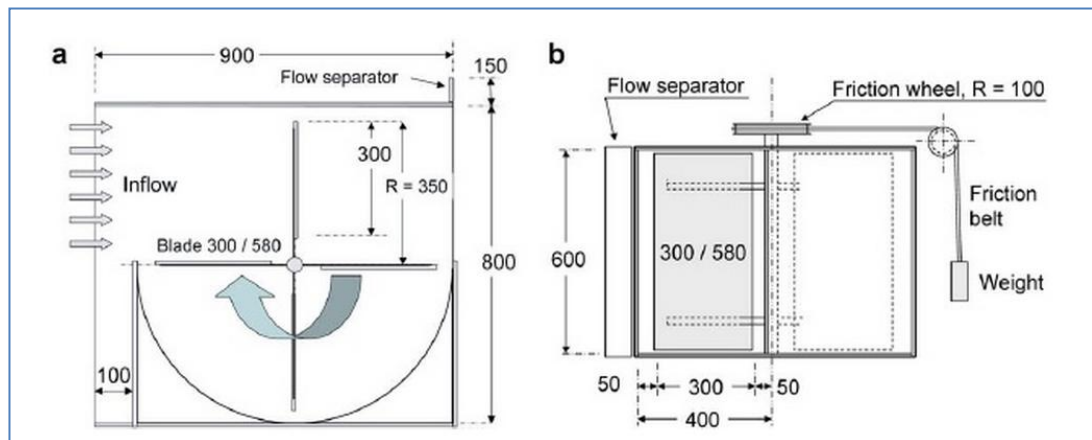 a
900
Flow separator
150
300
R = 350
Inflow
Blade 300 / 580
800
100
b
Flow separator
Friction wheel, R = 100
Friction
belt
600
300 / 580
Weight
50
300
50
400